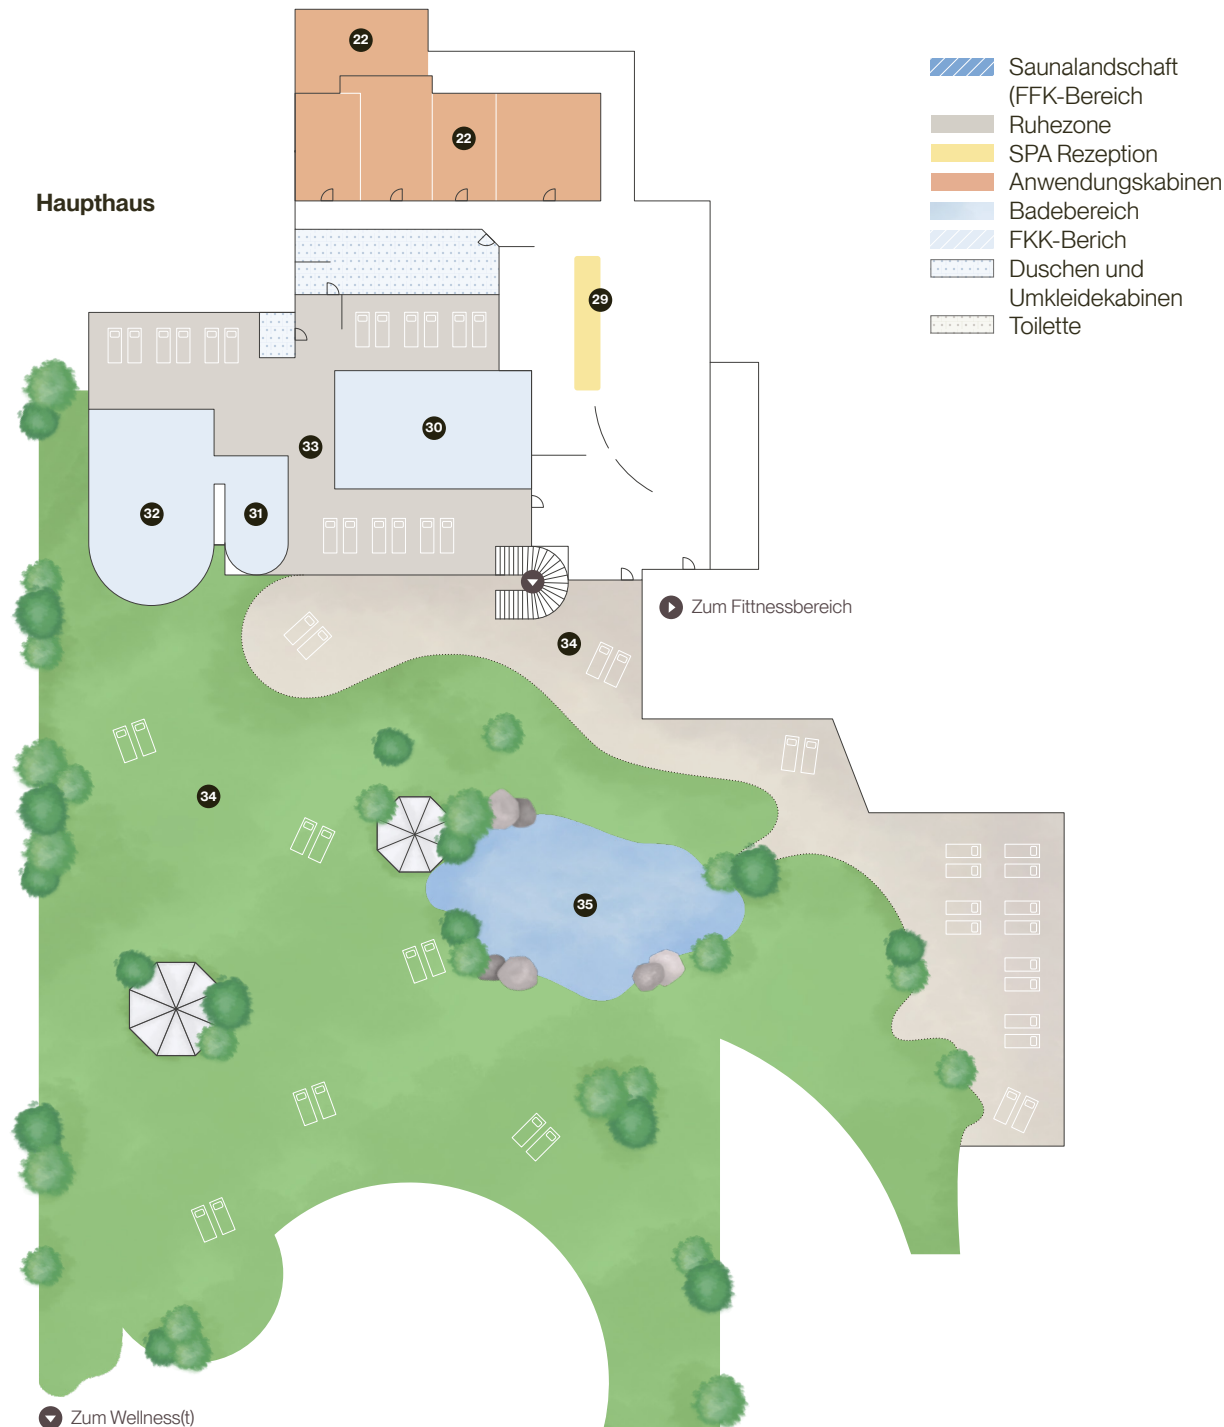 22
22
Haupthaus
Saunalandschaft
(FFK-Bereich
Ruhezone
SPA Rezeption
Anwendungskabinen
Badebereich
FKK-Berich
Duschen und
Umkleidekabinen
Toilette
29
30
33
32
31
Zum Fittnessbereich
34
34
35
Zum Wellness(t)